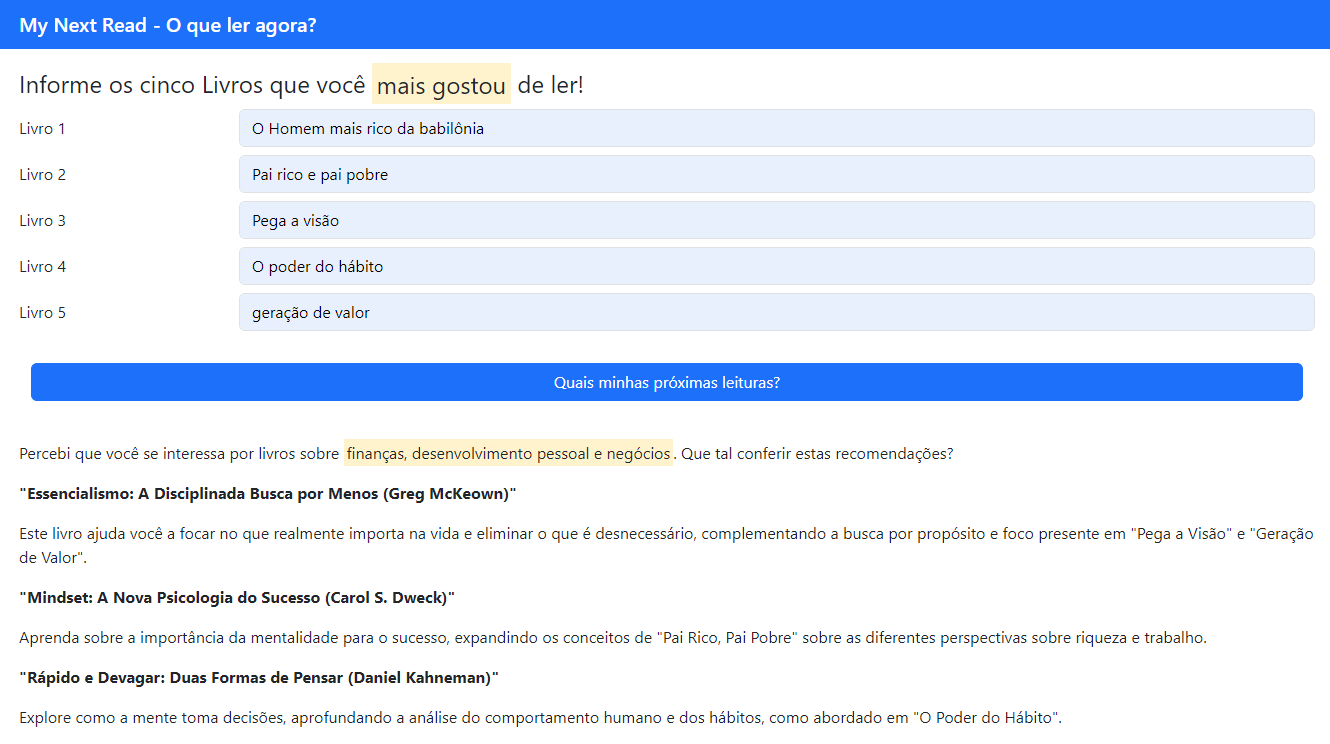 My Next Read - O que ler agora?
Informe os cinco Livros que você mais gostou de ler!
Livro 1 O Homem mais rico da babilônia
Livro 2 Pai rico e pai pobre
Livro 3 Pega a visão
Livro 4 O poder do hábito
Livro 5 geração de valor
Quais minhas próximas leituras?
Percebi que você se interessa por livros sobre finanças, desenvolvimento pessoal e negócios. Que tal conferir estas recomendações?
"Essencialismo: A Disciplinada Busca por Menos (Greg McKeown)"
Este livro ajuda você a focar no que realmente importa na vida e eliminar o que é desnecessário, complementando a busca por propósito e foco presente em "Pega a Visão" e "Geração
de Valor".
"Mindset: A Nova Psicologia do Sucesso (Carol S. Dweck)"
Aprenda sobre a importância da mentalidade para o sucesso, expandindo os conceitos de "Pai Rico, Pai Pobre" sobre as diferentes perspectivas sobre riqueza e trabalho.
"Rápido e Devagar: Duas Formas de Pensar (Daniel Kahneman)"
Explore como a mente toma decisões, aprofundando a análise do comportamento humano e dos hábitos, como abordado em "O Poder do Hábito".